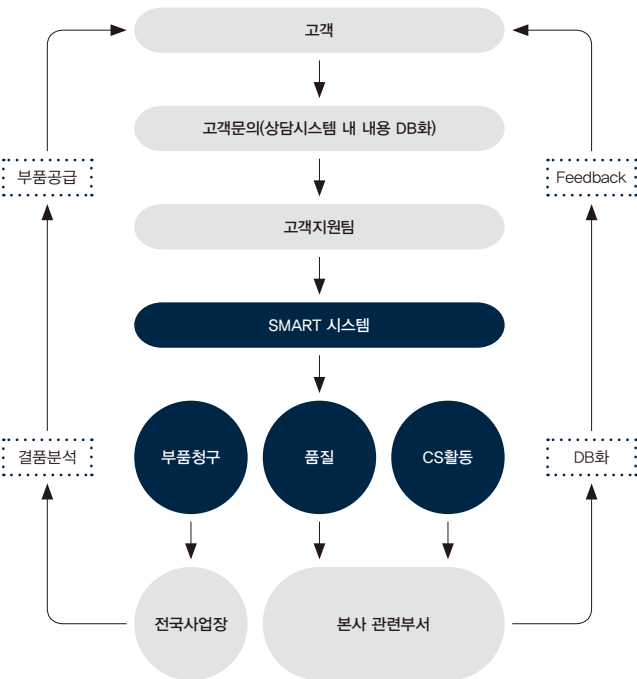 고객
고객문의(상담시스템 내 내용 DB화)
부품공급
Feedback
고객지원팀
SMART 시스템
결품분석
부품청구
품질
CS활동
DB화
전국사업장
본사 관련부서